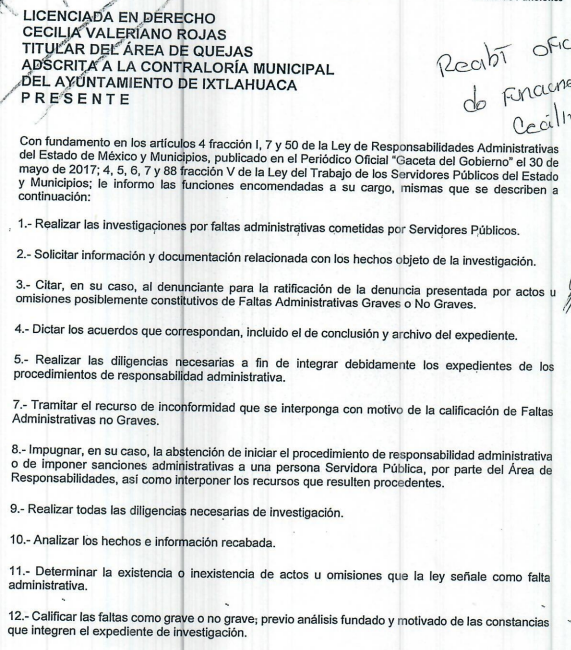 LICENCIADA EN DERECHO
CECILIA VALERIANO ROJAS
TITULAR DEL ÁREA DE QUEJAS
ADSCRITA A LA CONTRALORÍA MUNICIPAL
DEL AYUNTAMIENTO DE IXTLAHUACA
P R E S E N T E
Recibí Ofic
de Funcione
Cecili
Con fundamento en los artículos 4 fracción I, 7 y 50 de la Ley de Responsabilidades Administrativas
del Estado de México y Municipios, publicado en el Periódico Oficial "Gaceta del Gobierno" el 30 de
mayo de 2017; 4, 5, 6, 7 y 88 fracción V de la Ley del Trabajo de los Servidores Públicos del Estado
y Municipios; le informo las funciones encomendadas a su cargo, mismas que se describen a
continuación:
1.- Realizar las investigaciones por faltas administrativas cometidas por Servidores Públicos.
2.- Solicitar información y documentación relacionada con los hechos objeto de la investigación.
3.- Citar, en su caso, al denunciante para la ratificación de la denuncia presentada por actos u
omisiones posiblemente constitutivos de Faltas Administrativas Graves o No Graves.
4.- Dictar los acuerdos que correspondan, incluido el de conclusión y archivo del expediente.
5.- Realizar las diligencias necesarias a fin de integrar debidamente los expedientes de los
procedimientos de responsabilidad administrativa.
7.- Tramitar el recurso de inconformidad que se interponga con motivo de la calificación de Faltas
Administrativas no Graves.
8.- Impugnar, en su caso, la abstención de iniciar el procedimiento de responsabilidad administrativa
o de imponer sanciones administrativas a una persona Servidora Pública, por parte del Área de
Responsabilidades, así como interponer los recursos que resulten procedentes.
9.- Realizar todas las diligencias necesarias de investigación.
10.- Analizar los hechos e información recabada.
11.- Determinar la existencia o inexistencia de actos u omisiones que la ley señale como falta
administrativa.
12.- Calificar las faltas como grave o no grave; previo análisis fundado y motivado de las constancias
que integren el expediente de investigación.